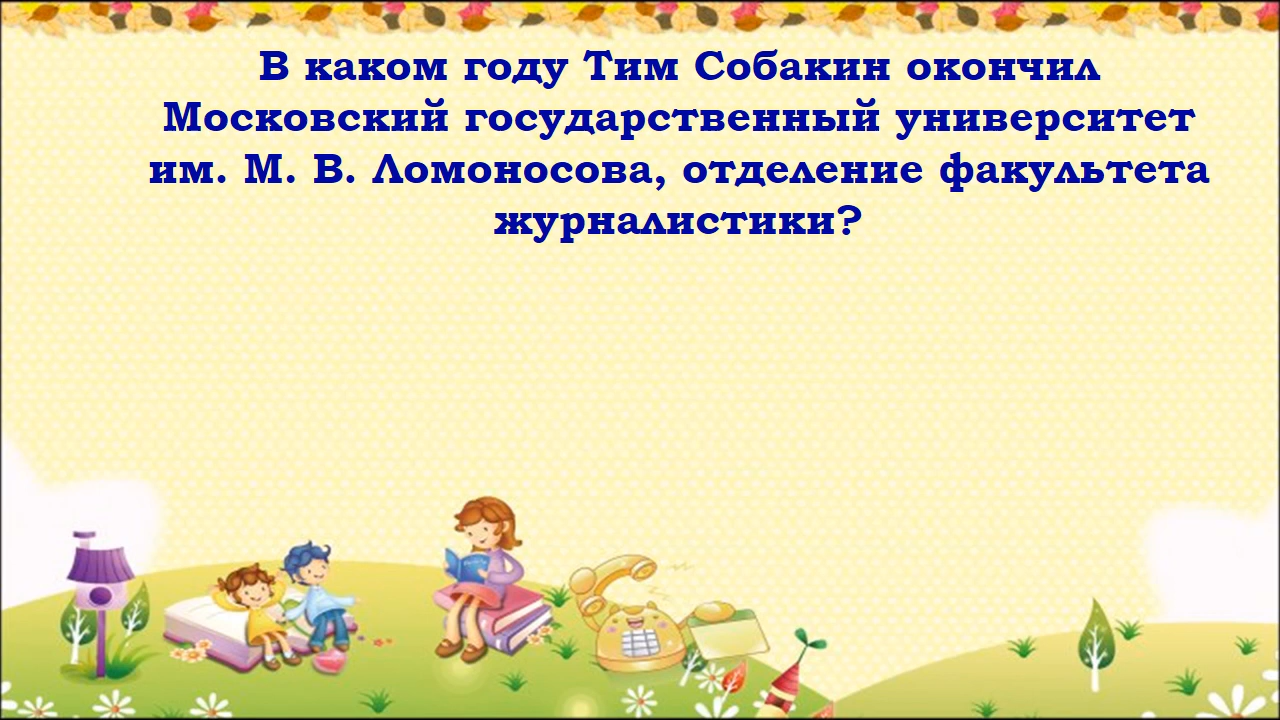 В каком году Тим Собакин окончил
Московский государственный университет
им. М. В. Ломоносова, отделение факультета
журналистики?